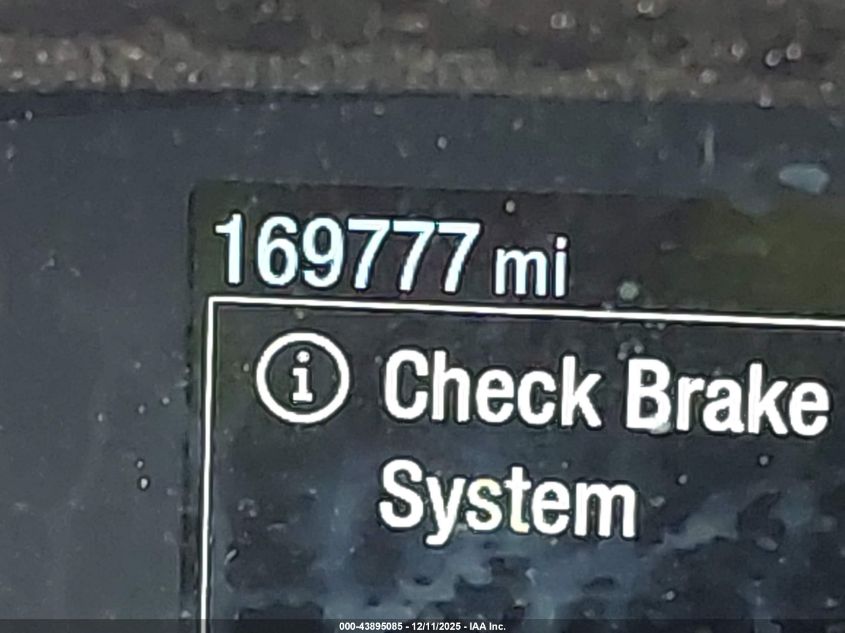 169777 mi
i Check Brake
System
000-43895085 - 12/11/2025 - IAA Inc.